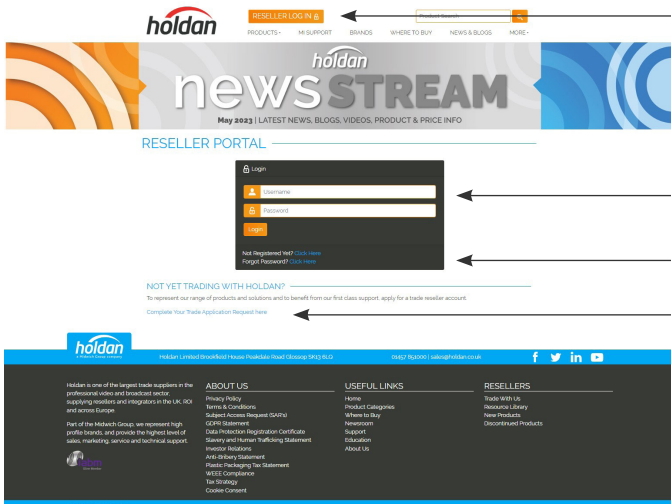 holdan
RESELLER LOG IN
Product Search
PRODUCTS
MI SUPPORT
BRANDS
WHERE TO BUY
NEWS & BLOGS
MORE
holdan
news STREAM
May 2023 | LATEST NEWS, BLOGS, VIDEOS, PRODUCT & PRICE INFO
RESELLER PORTAL
Login
Username
Password
Login
Not Registered Yet? Click Here
Forgot Password? Click Here
NOT YET TRADING WITH HOLDAN?
To represent our range of products and solutions and to benefit from our first class support, apply for a trade reseller account.
Complete Your Trade Application Request here
holdan
A Midwich Group company
Holdan Limited Brookfield House Peakdale Road Glossop SK13 6LG
01457 851000 | sales@holdan.co.uk
Holdan is one of the largest trade suppliers in the
professional video and broadcast sector,
supplying resellers and integrators in the UK, ROI
and across Europe.
Part of the Midwich Group, we represent high
profile brands, and provide the highest level of
sales, marketing, service and technical support.
ABOUT US
Privacy Policy
Terms & Conditions
Subject Access Request (SAR's)
GDPR Statement
Data Protection Registration Certificate
Slavery and Human Trafficking Statement
Investor Relations
Anti-Bribery Statement
Plastic Packaging Tax Statement
WEEE Compliance
Tax Strategy
Cookie Consent
USEFUL LINKS
Home
Product Categories
Where to Buy
Newsroom
Support
Education
About Us
RESELLERS
Trade With Us
Resource Library
New Products
Discontinued Products